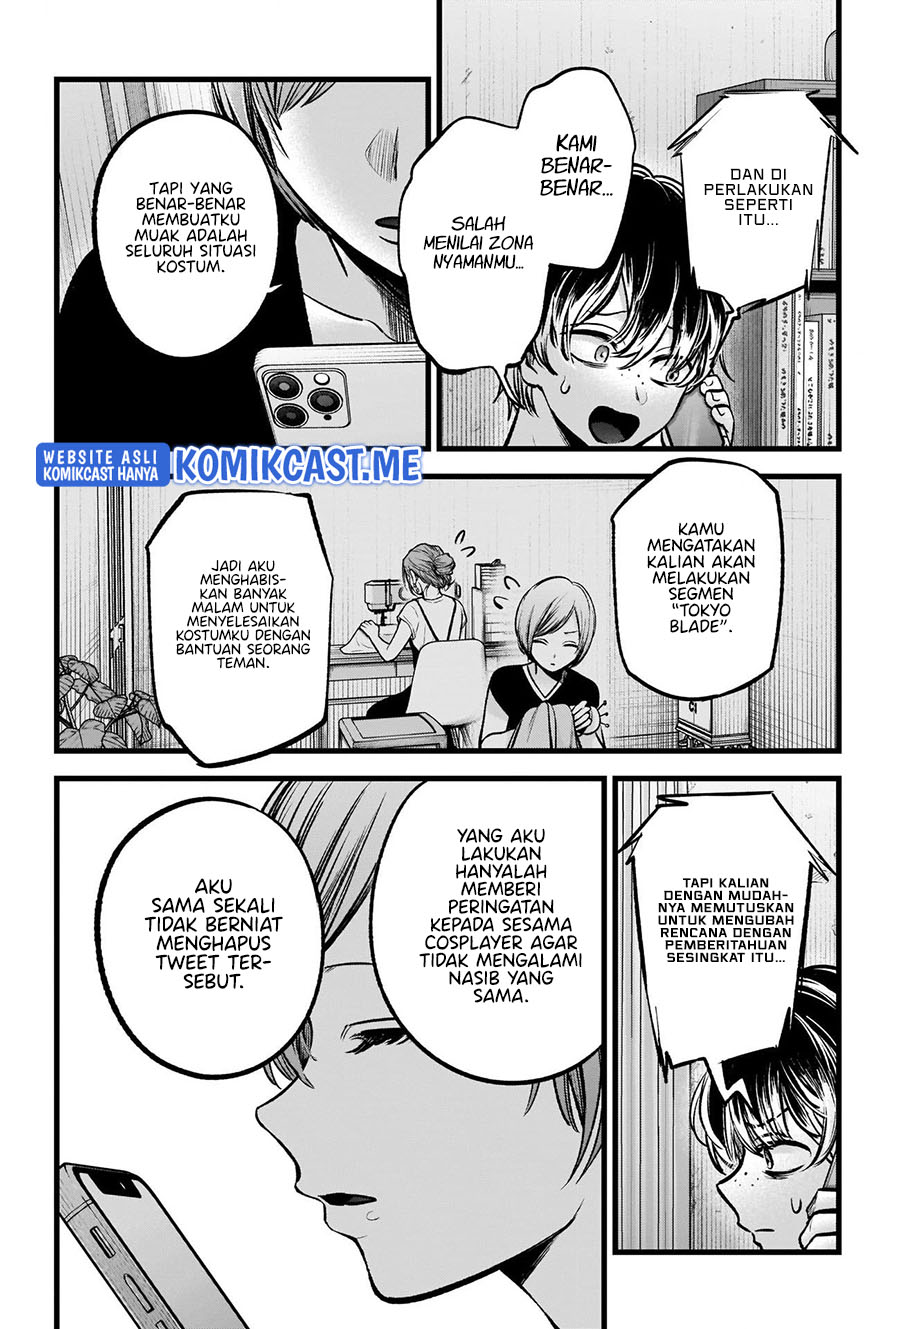 DAN DI
PERLAKUKAN
SEPERTI
ITU...
KAMI
BENAR-
BENAR...
SALAH
MENILAI ZONA
NYAMANMU...
TAPI YANG
BENAR-BENAR
MEMBUATKU
MUAK ADALAH
SELURUH SITUASI
KOSTUM.
WEBSITE ASLI
KOMIKCAST HANYA
KOMIKCAST.ME
KAMU
MENGATAKAN
KALIAN AKAN
MELAKUKAN
SEGMEN
“TOKYO
BLADE”.
JADI AKU
MENGHABIS-
KAN BANYAK
MALAM UNTUK
MENYELESAIKAN
KOSTUMKU DENGAN
BANTUAN SEORANG
TEMAN.
TAPI KALIAN
DENGAN MUDAH-
NYA MEMUTUSKAN
UNTUK MENGUBAH
RENCANA DENGAN
PEMBERITAHUAN
SESINGKAT ITU...
YANG AKU
LAKUKAN
HANYALAH
MEMBERI
PERINGATAN
KEPADA SESAMA
COSPLAYER AGAR
TIDAK MENGALAMI
NASIB YANG
SAMA.
AKU
SAMA SEKALI
TIDAK BERNIAT
MENGHAPUS
TWEET TER-
SEBUT.